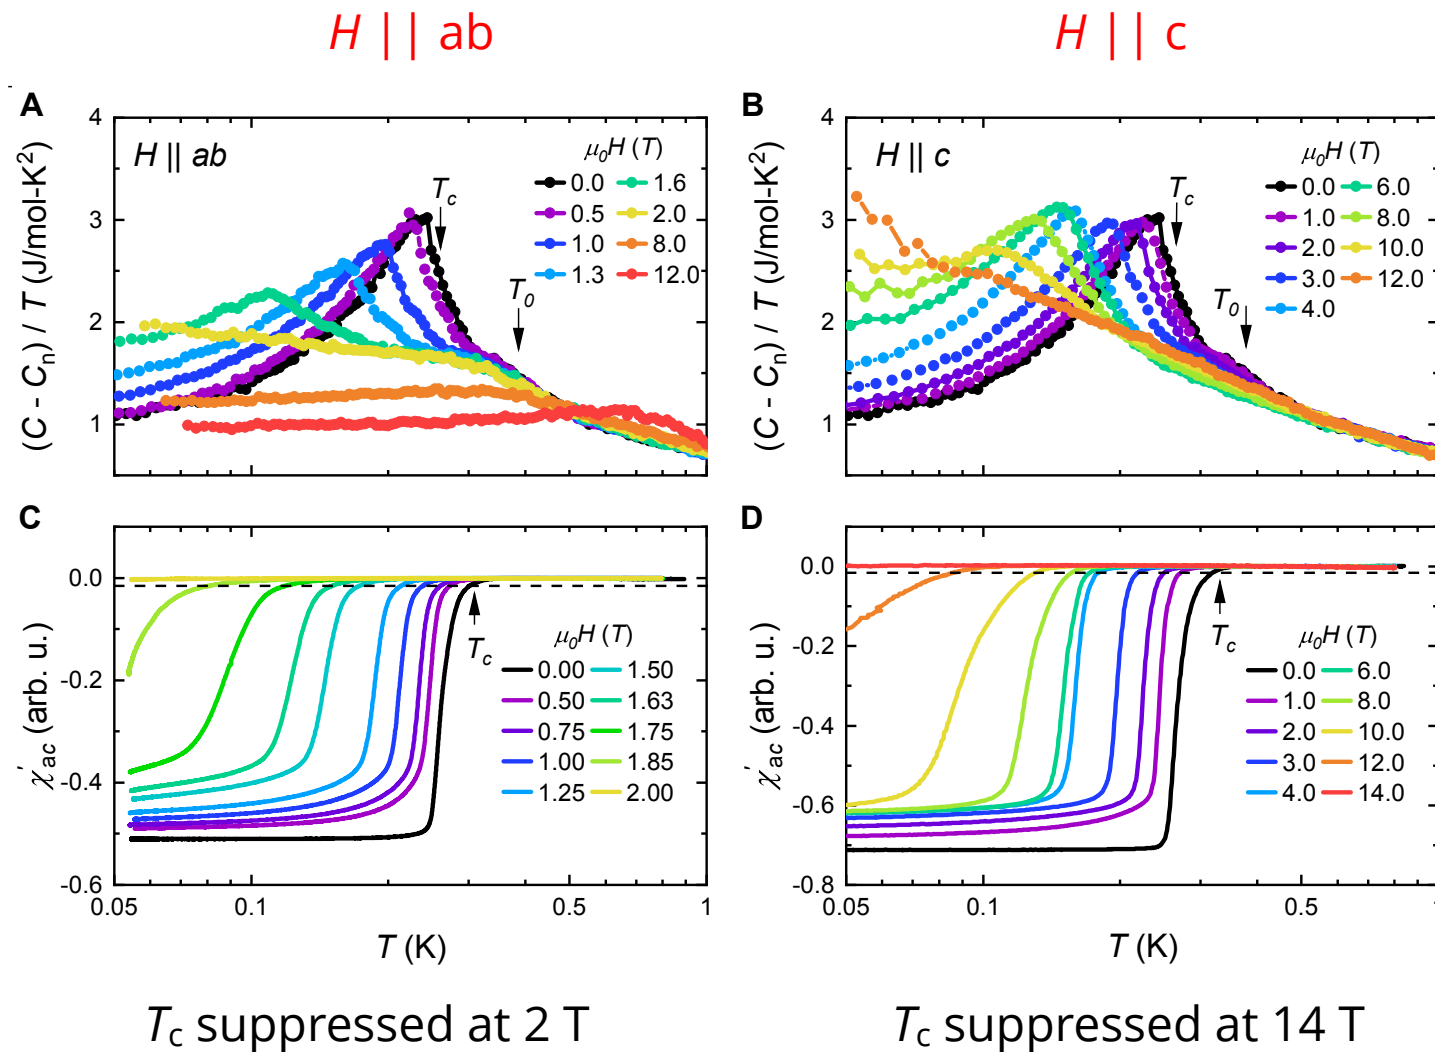 H || ab
H || c
A
H || ab
μ₀H (T)
0.0 1.6
0.5 2.0
1.0 8.0
1.3 12.0
Tc
T0
4
3
2
1
(C - Cn) / T (J/mol-K²)
B
H || c
μ₀H (T)
0.0 6.0
1.0 8.0
2.0 10.0
3.0 12.0
4.0
Tc
T0
4
3
2
1
(C - Cn) / T (J/mol-K²)
C
0.0
-0.2
-0.4
-0.6
χ'ac (arb. u.)
Tc
μ₀H (T)
0.00 1.50
0.50 1.63
0.75 1.75
1.00 1.85
1.25 2.00
0.05 0.1 0.5 1
T (K)
D
0.0
-0.2
-0.4
-0.6
-0.8
χ'ac (arb. u.)
Tc
μ₀H (T)
0.0 6.0
1.0 8.0
2.0 10.0
3.0 12.0
4.0 14.0
0.05 0.1 0.5 1
T (K)
Tc suppressed at 2 T
Tc suppressed at 14 T